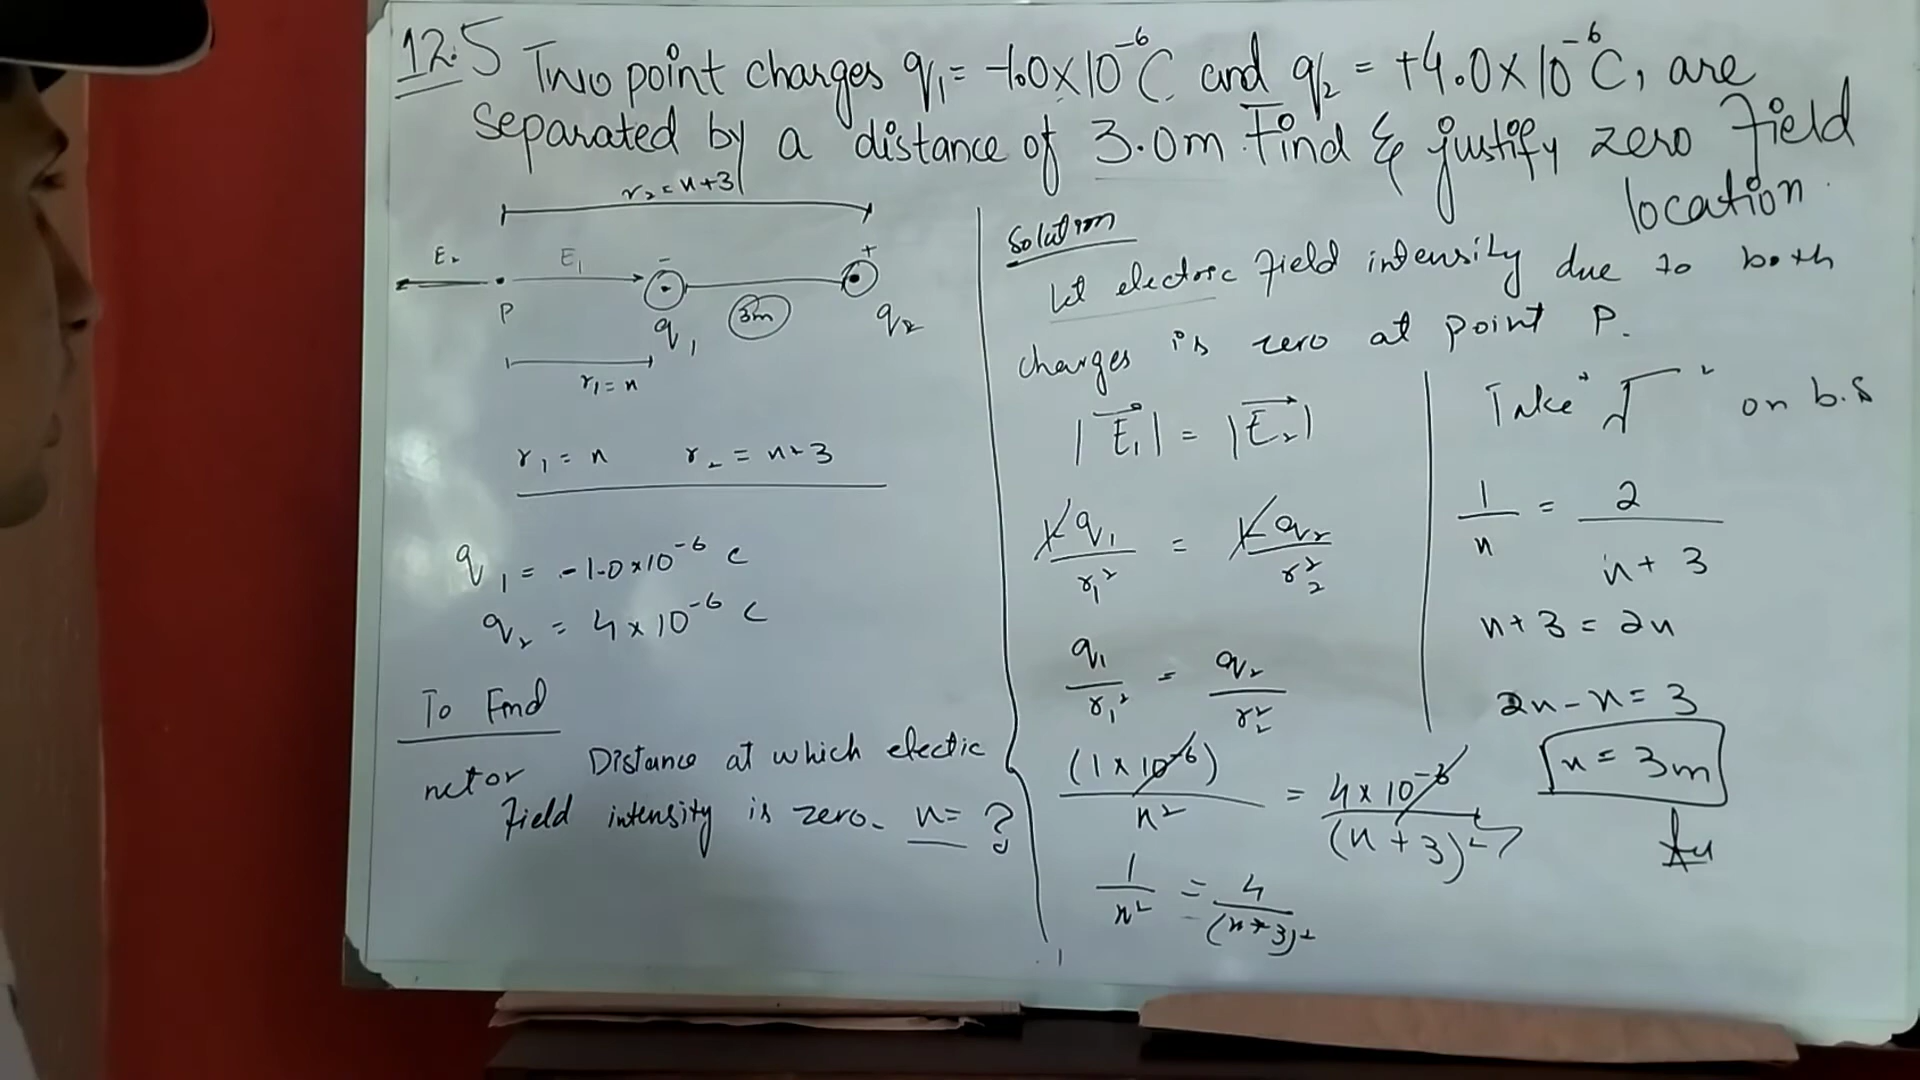 12.5 Two point charges q₁ = -1.0×10⁻⁶C and q₂ = +4.0×10⁻⁶C, are
separated by a distance of 3.0m. Find & justify zero field
location.
r₂ = x+3
E₂ E₁ - +
P q₁ 3m q₂
r₁ = x
r₁ = x r₂ = x+3
q₁ = -1.0×10⁻⁶ C
q₂ = 4×10⁻⁶ C
To Find
Distance at which electic
field intensity is zero. x = ?
Solution
Let electric field intensity due to both
charges is zero at point P.
|E₁| = |E₂|
Kq₁/r₁² = Kq₂/r₂²
q₁/r₁² = q₂/r₂²
(1×10⁻⁶)/x² = 4×10⁻⁶/(x+3)²
1/x² = 4/(x+3)²
Take √ on b.s
1/x = 2/x+3
x+3 = 2x
2x-x = 3
x = 3m